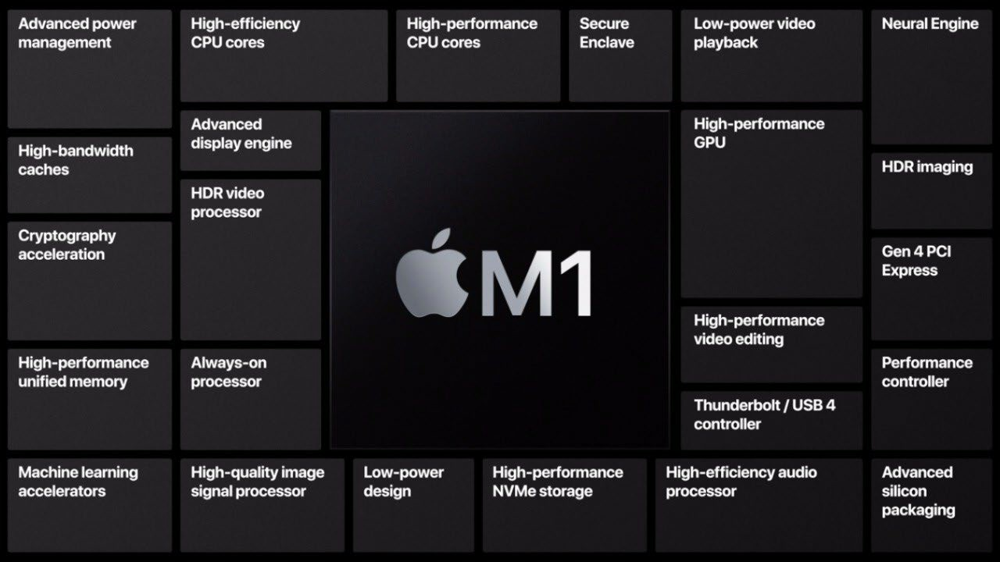 Advanced power
management
High-efficiency
CPU cores
High-performance
CPU cores
Secure
Enclave
Low-power video
playback
Neural Engine
Advanced
display engine
High-performance
GPU
High-bandwidth
caches
HDR imaging
HDR video
processor
Cryptography
acceleration
M1
Gen 4 PCI
Express
High-performance
video editing
High-performance
unified memory
Always-on
processor
Performance
controller
Thunderbolt / USB 4
controller
Machine learning
accelerators
High-quality image
signal processor
Low-power
design
High-performance
NVMe storage
High-efficiency audio
processor
Advanced
silicon
packaging